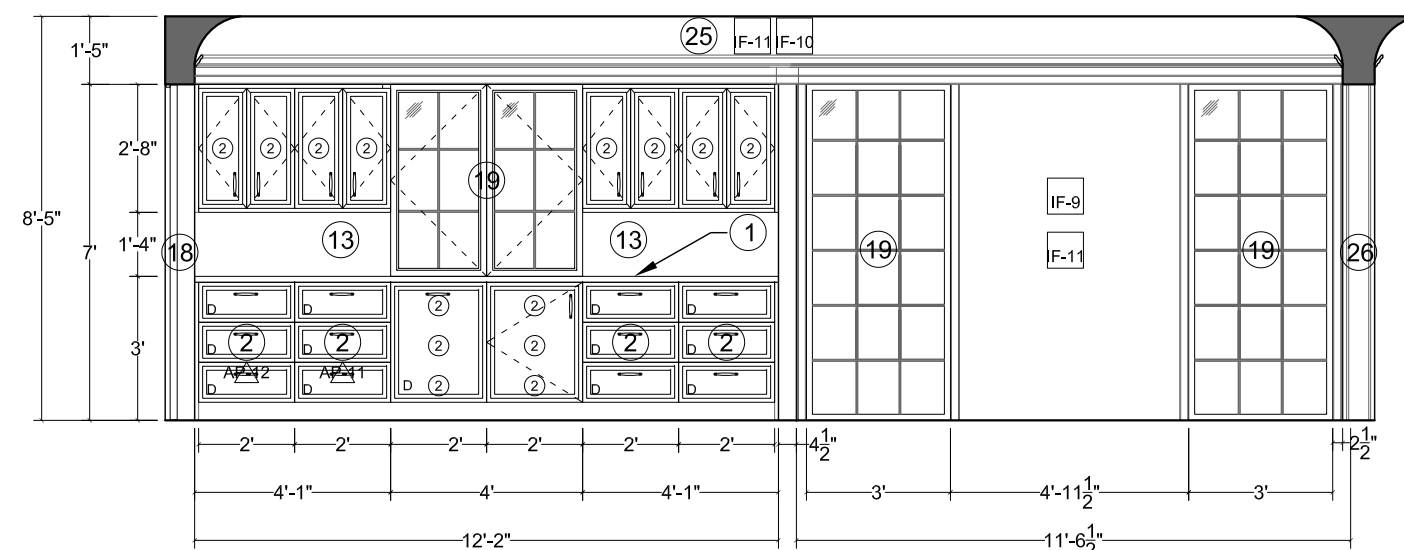 25 IF-11 IF-10
1'-5"
2'-8" 2 2 2 2 2 2 2 2
19
IF-9
8'-5" 7' 1'-4" 18 13 13 1 19 19 26
IF-11
D D D D 2 2
3' 2 2 2 2 2 2
D D D D
AP-12 AP-11
D D D 2 2 D D
2' 2' 2' 2' 2' 2' 4 1/2" 2 1/2"
4'-1" 4' 4'-1" 3' 4'-11 1/2" 3'
12'-2" 11'-6 1/2"